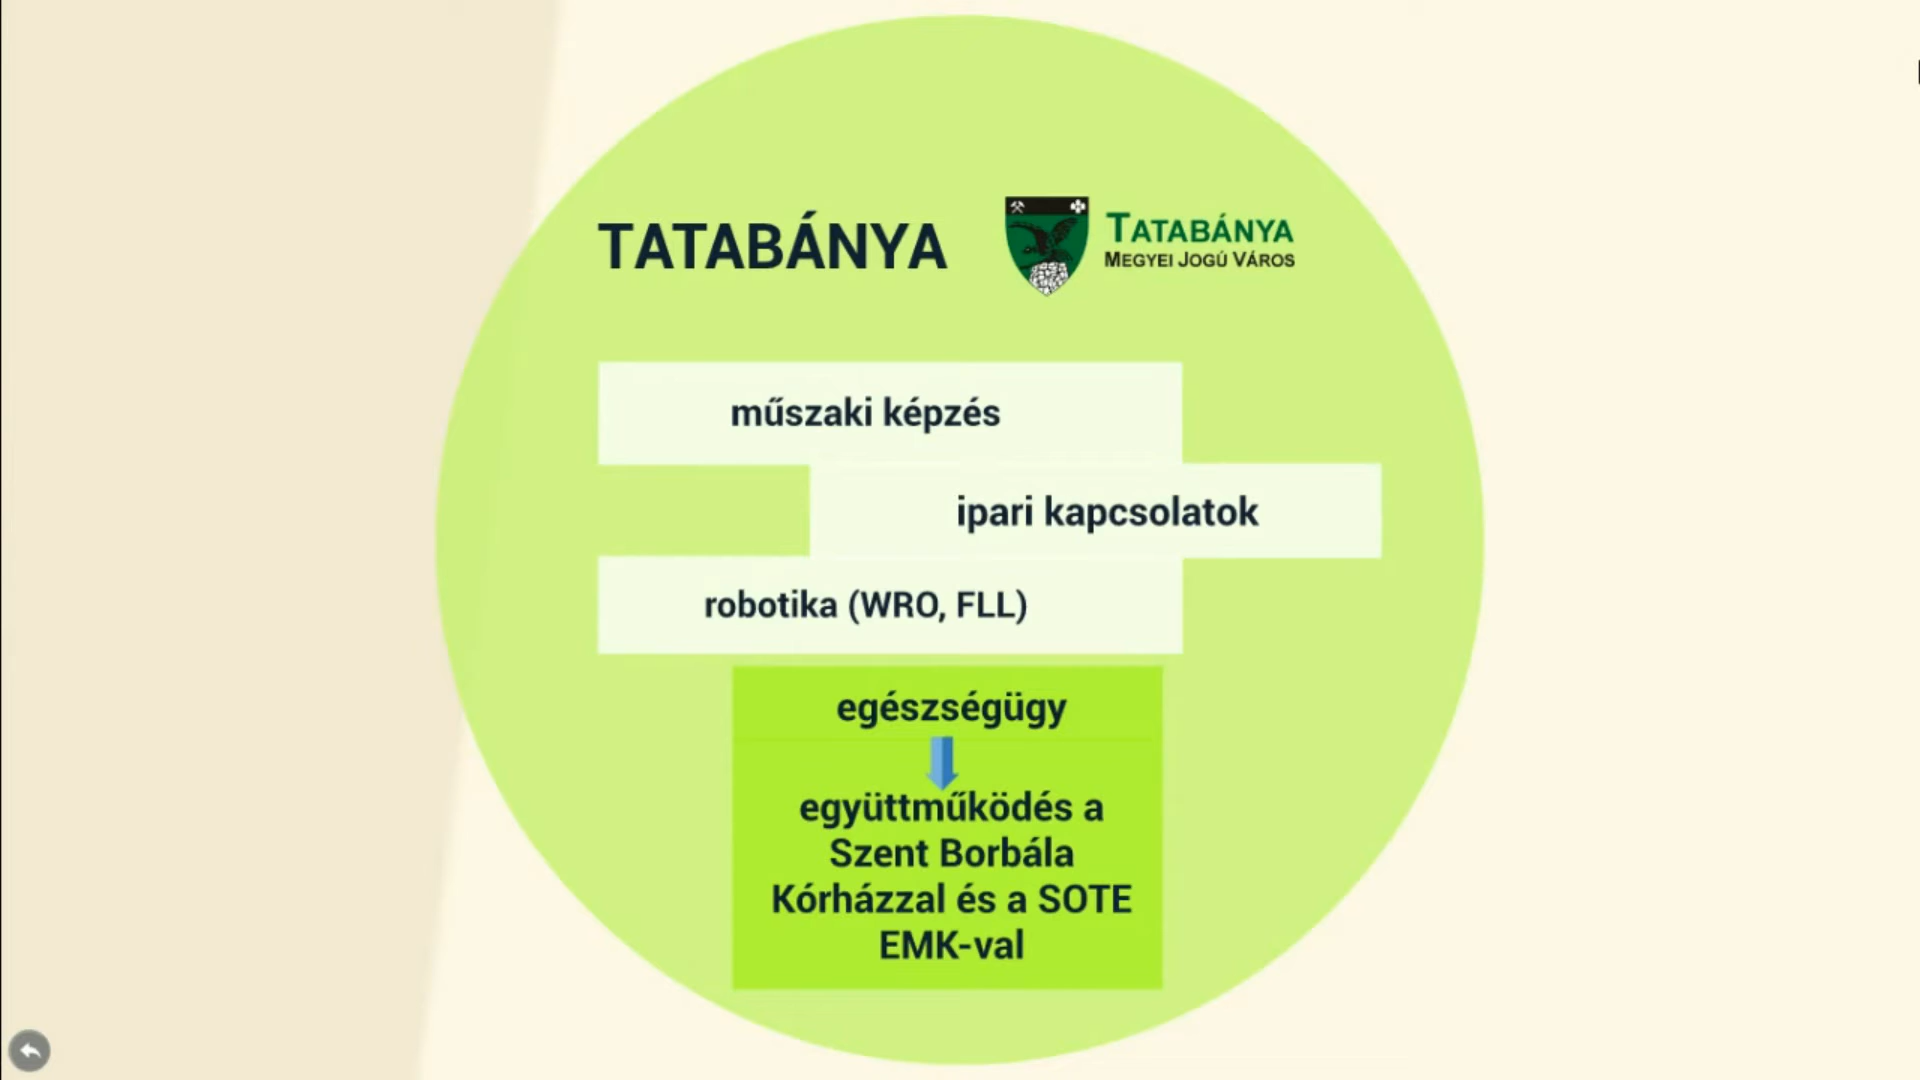 TATABÁNYA
TATABÁNYA
MEGYEI JOGÚ VÁROS
műszaki képzés
ipari kapcsolatok
robotika (WRO, FLL)
egészségügy
együttműködés a
Szent Borbála
Kórházzal és a SOTE
EMK-val